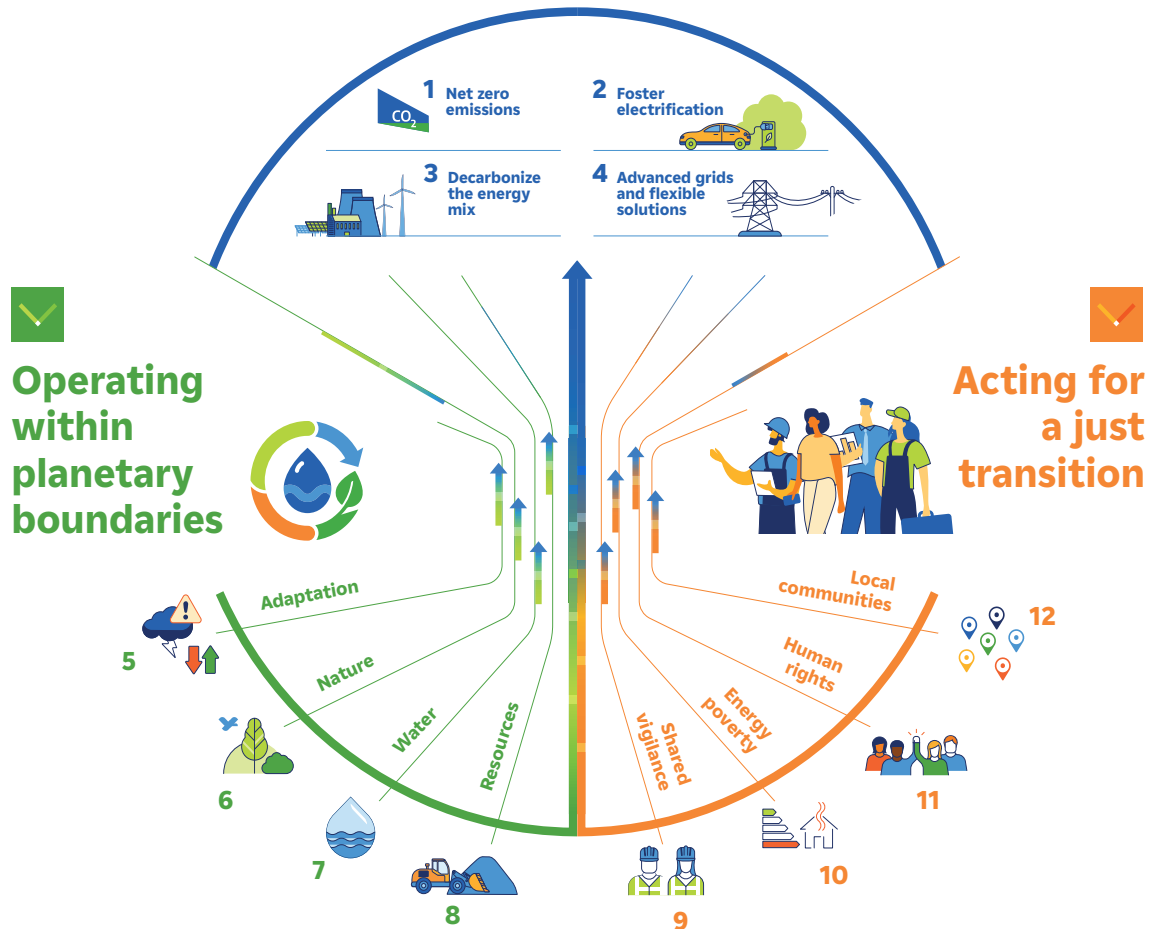 1 Net zero
emissions
CO2
2 Foster
electrification
3 Decarbonize
the energy
mix
4 Advanced grids
and flexible
solutions
Operating
within
planetary
boundaries
Acting for
a just
transition
Adaptation
5
Nature
6
Water
7
Resources
8
Shared
vigilance
9
Energy
poverty
10
Human
rights
11
Local
communities
12
!